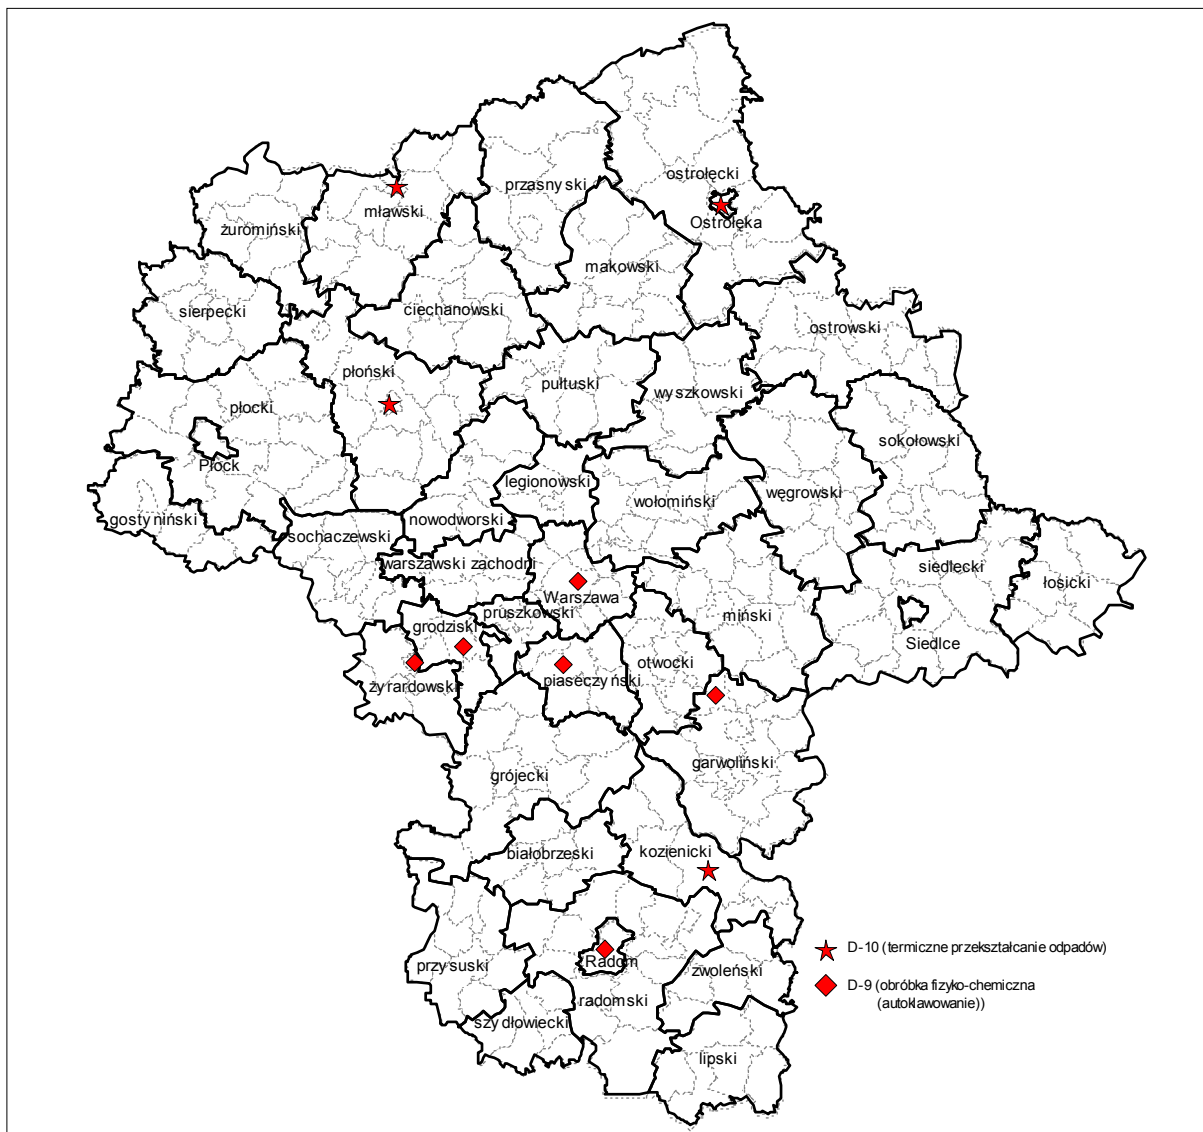 ostrołęcki
przasnyski
mławski
Ostrołęka
żuromiński
makowski
sierpecki
ciechanowski
ostrowski
płoński
pułtuski
wyszkowski
płocki
sokołowski
Płock
legionowski
węgrowski
wołomiński
gostyniński
nowodworski
sochaczewski
warszawski zachodni
siedlecki
łosicki
Warszawa
pruszkowski
miński
grodziski
Siedlce
otwocki
piaseczyński
żyrardowski
garwoliński
grójecki
białobrzeski
kozienicki
D-10 (termiczne przekształcanie odpadów)
Radom
przysuski
zwoleński
D-9 (obróbka fizyko-chemiczna
(autoklawowanie))
radomski
szydłowiecki
lipski